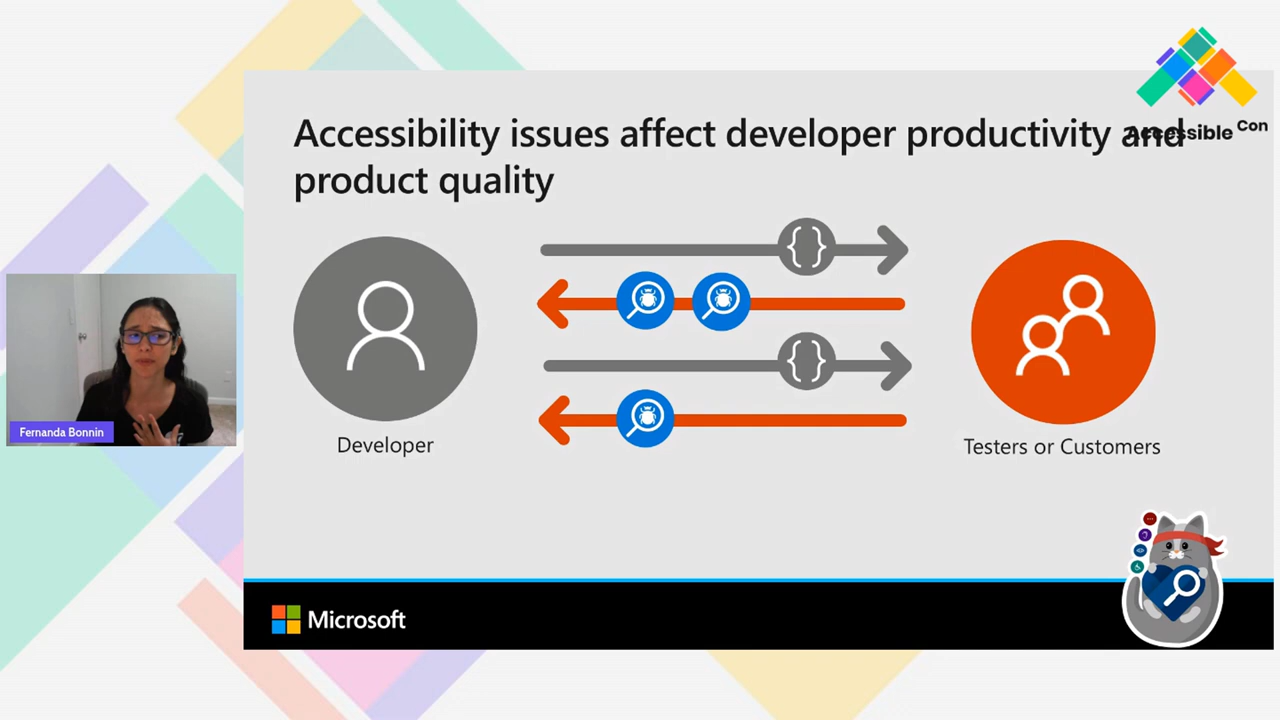 Accessible Con
Accessibility issues affect developer productivity and
product quality
{}
{}
Fernanda Bonnin
Developer
Testers or Customers
Microsoft